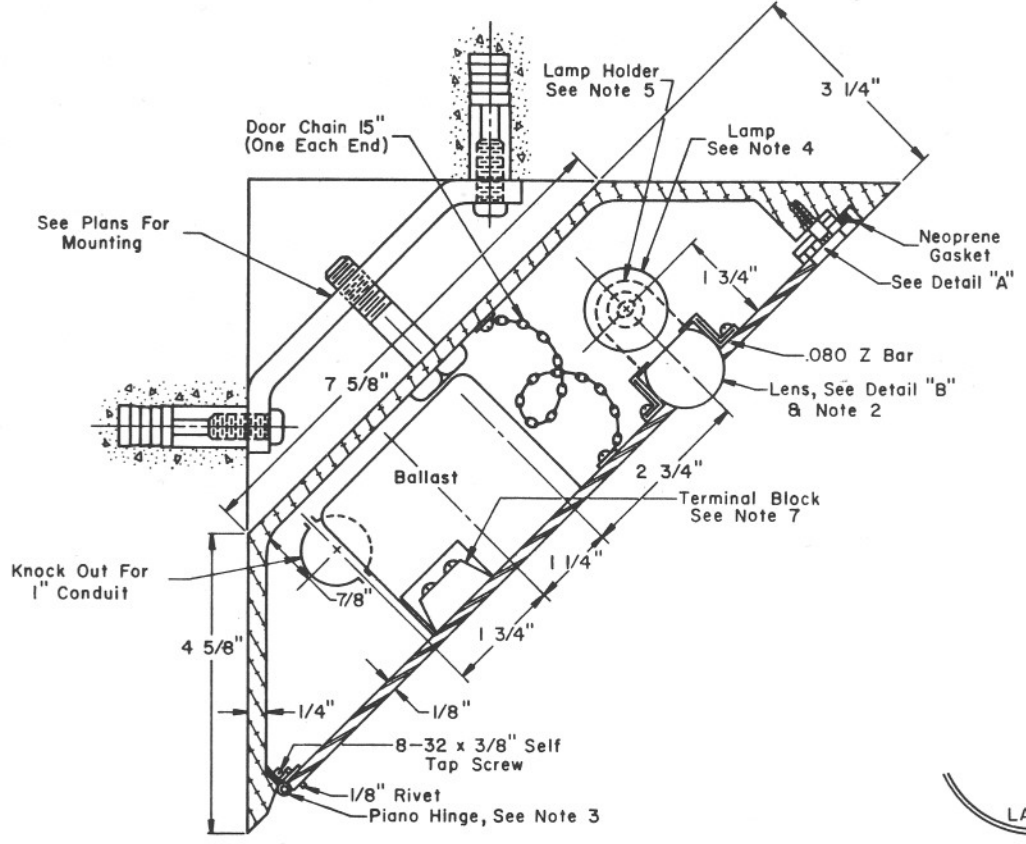 3 1/4"
Lamp Holder
See Note 5
Lamp
See Note 4
Door Chain 15"
(One Each End)
See Plans For
Mounting
Neoprene
Gasket
1 3/4"
See Detail "A"
.080 Z Bar
7 5/8"
Lens, See Detail "B"
& Note 2
2 3/4"
Ballast
Terminal Block
See Note 7
1 1/4"
Knock Out For
1" Conduit
7/8"
1 3/4"
4 5/8"
1/4"
1/8"
8-32 x 3/8" Self
Tap Screw
1/8" Rivet
Piano Hinge, See Note 3
LA